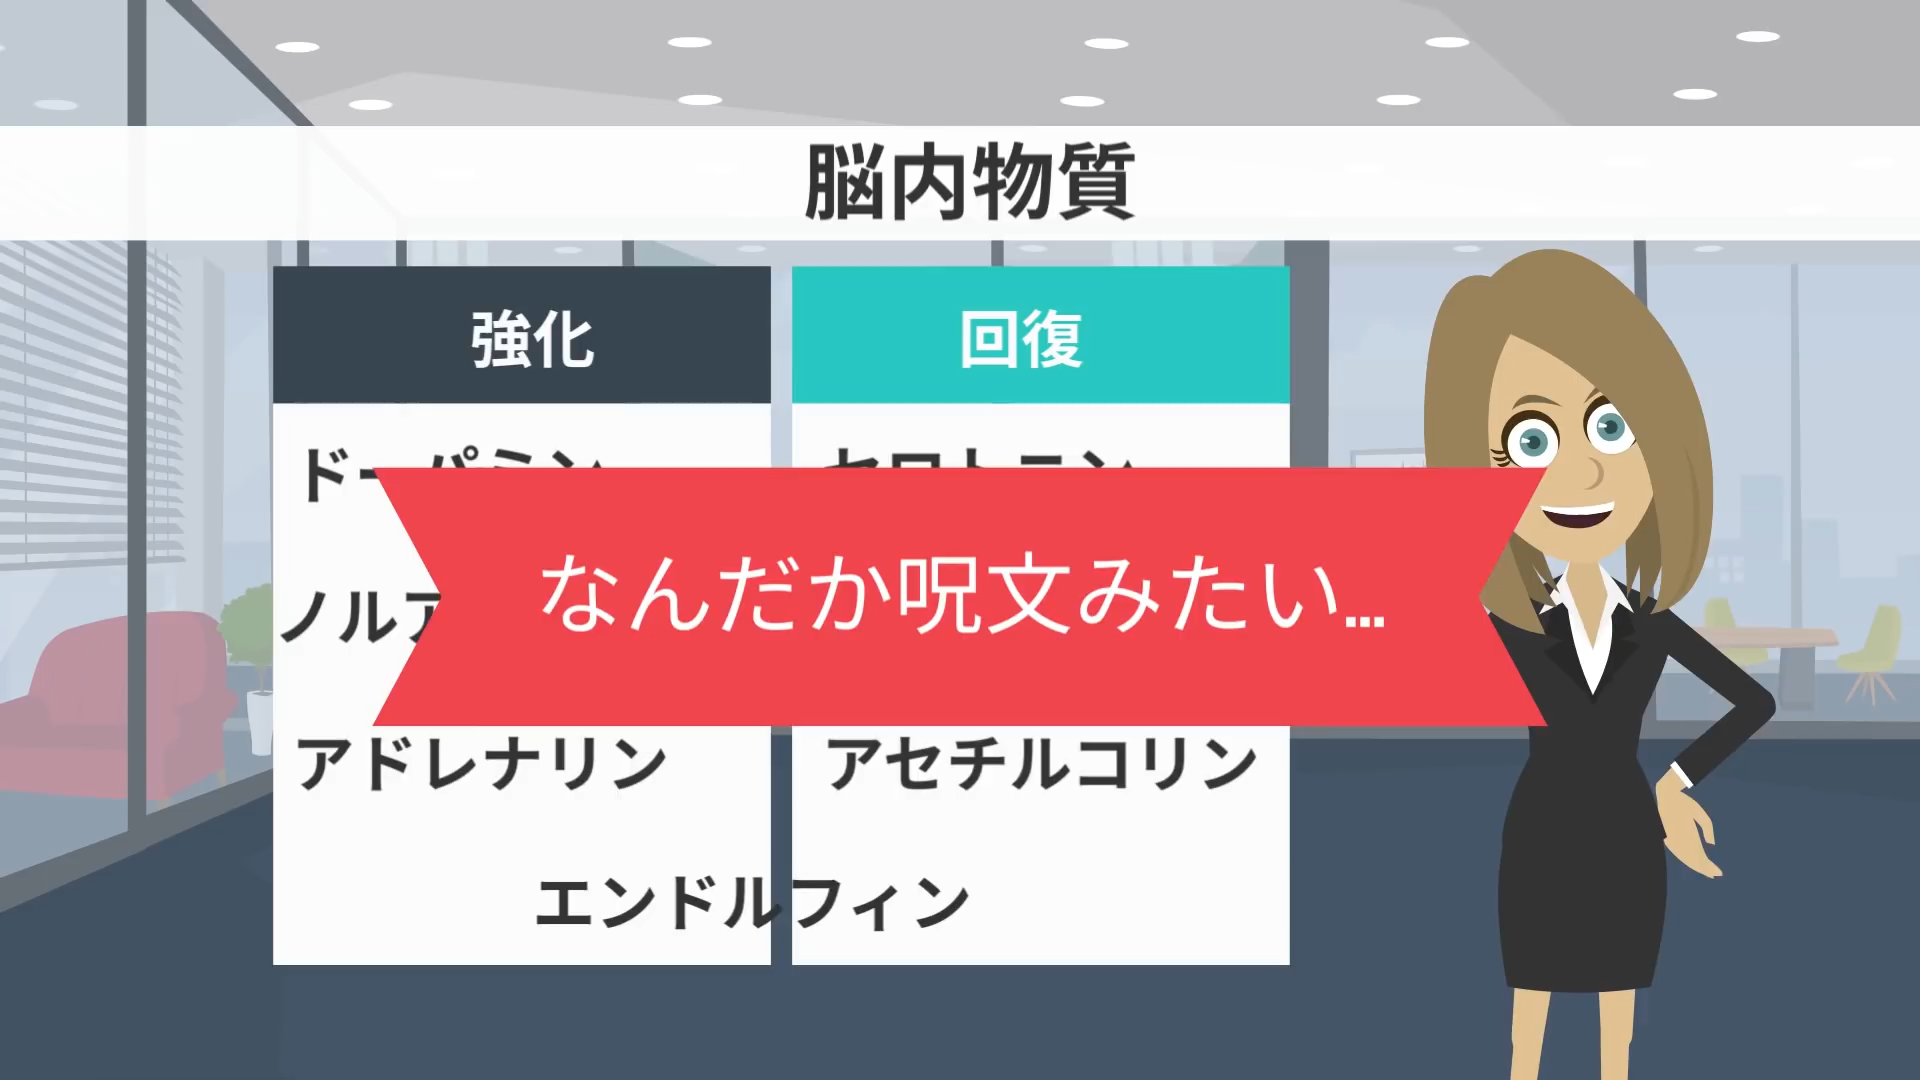 脳内物質
強化
回復
なんだか呪文みたい...
アドレナリン
アセチルコリン
エンドルフィン